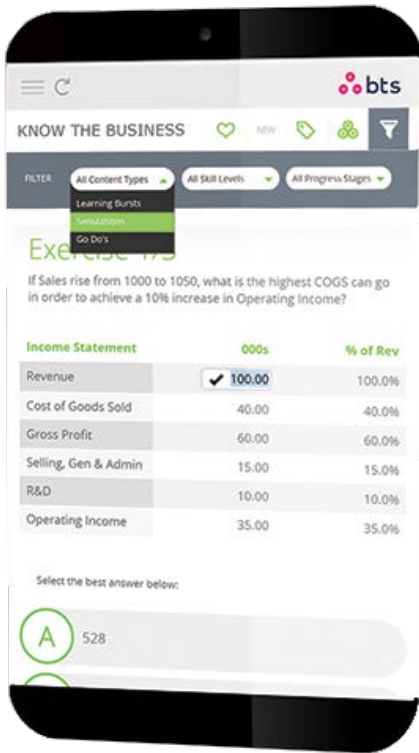 bts
KNOW THE BUSINESS NEW
FILTER All Content Types All Skill Levels All Progress Stages
Learning Bursts
Simulations
Go Do's
Exercise 1/5
If Sales rise from 1000 to 1050, what is the highest COGS can go
in order to achieve a 10% increase in Operating Income?
Income Statement 000s % of Rev
Revenue 100.00 100.0%
Cost of Goods Sold 40.00 40.0%
Gross Profit 60.00 60.0%
Selling, Gen & Admin 15.00 15.0%
R&D 10.00 10.0%
Operating Income 35.00 35.0%
Select the best answer below:
A 528